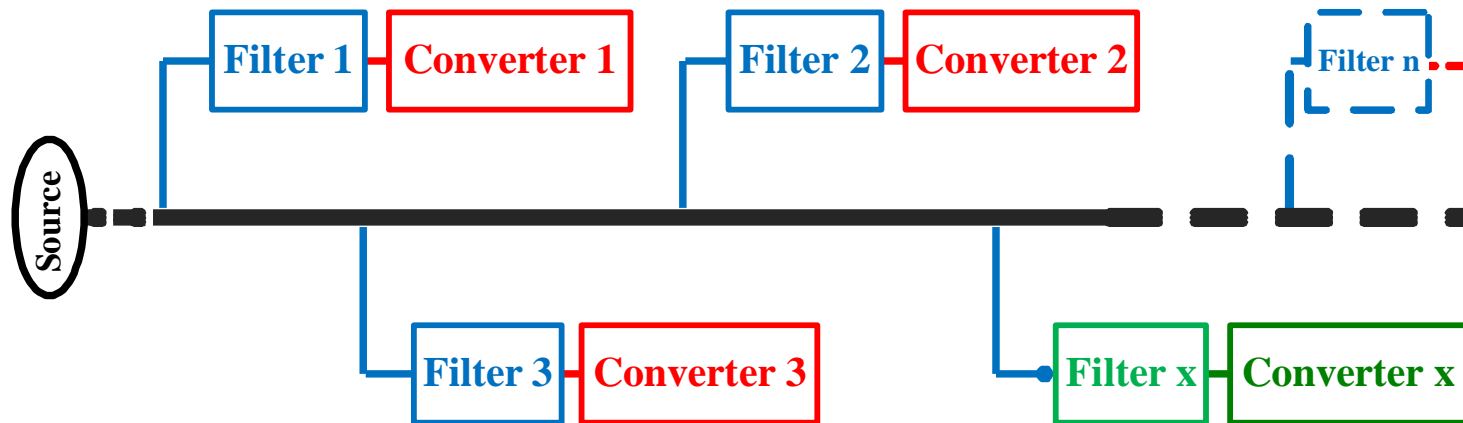 Filter 1
Converter 1
Filter 2
Converter 2
Filter n
Source
Filter 3
Converter 3
Filter x
Converter x